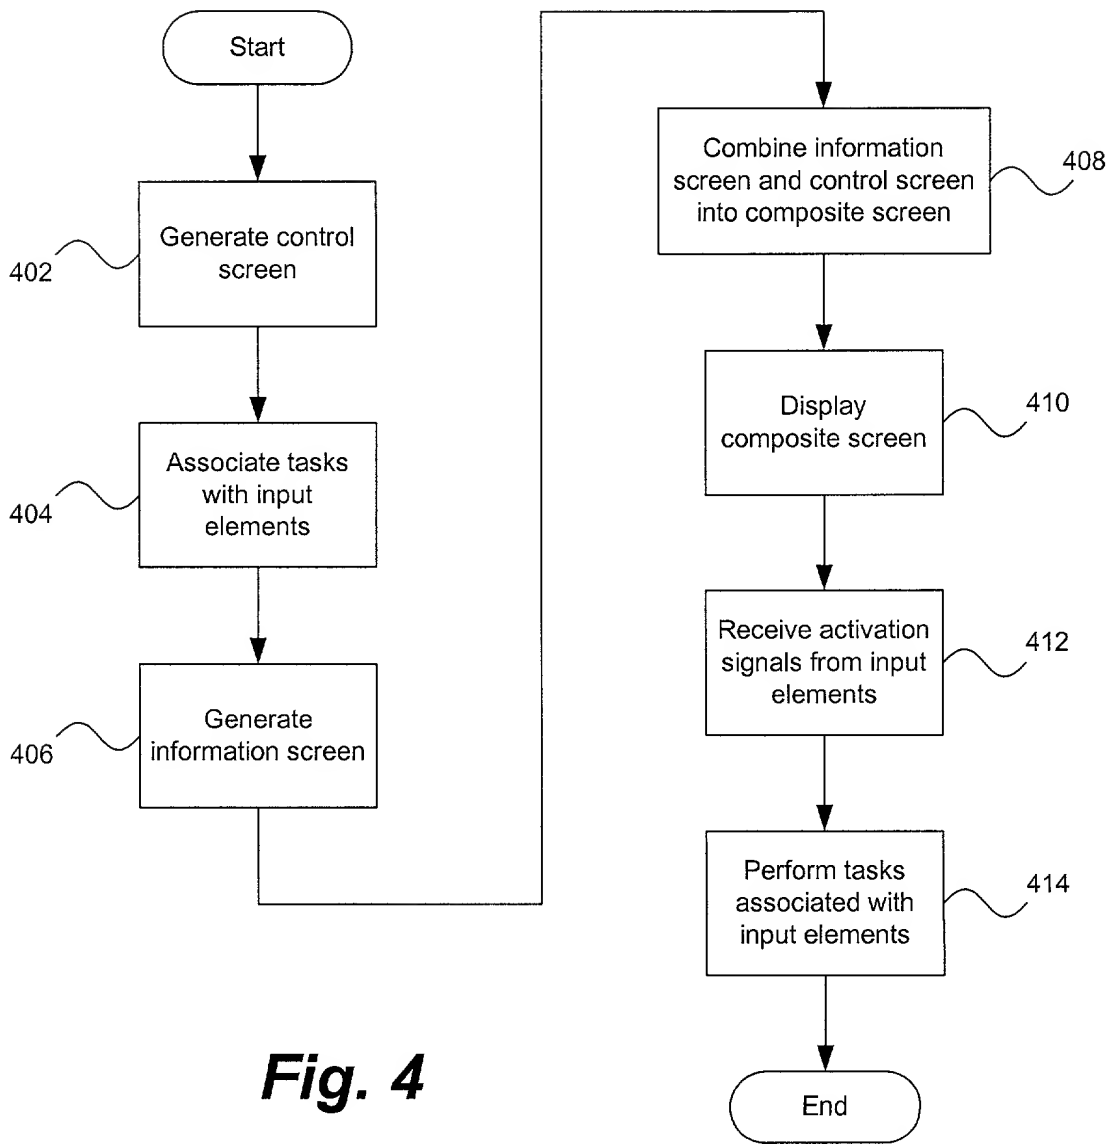 Start
Generate control
screen
402
Associate tasks
with input
elements
404
Generate
information screen
406
Combine information
screen and control screen
into composite screen
408
Display
composite screen
410
Receive activation
signals from input
elements
412
Perform tasks
associated with
input elements
414
End
Fig. 4